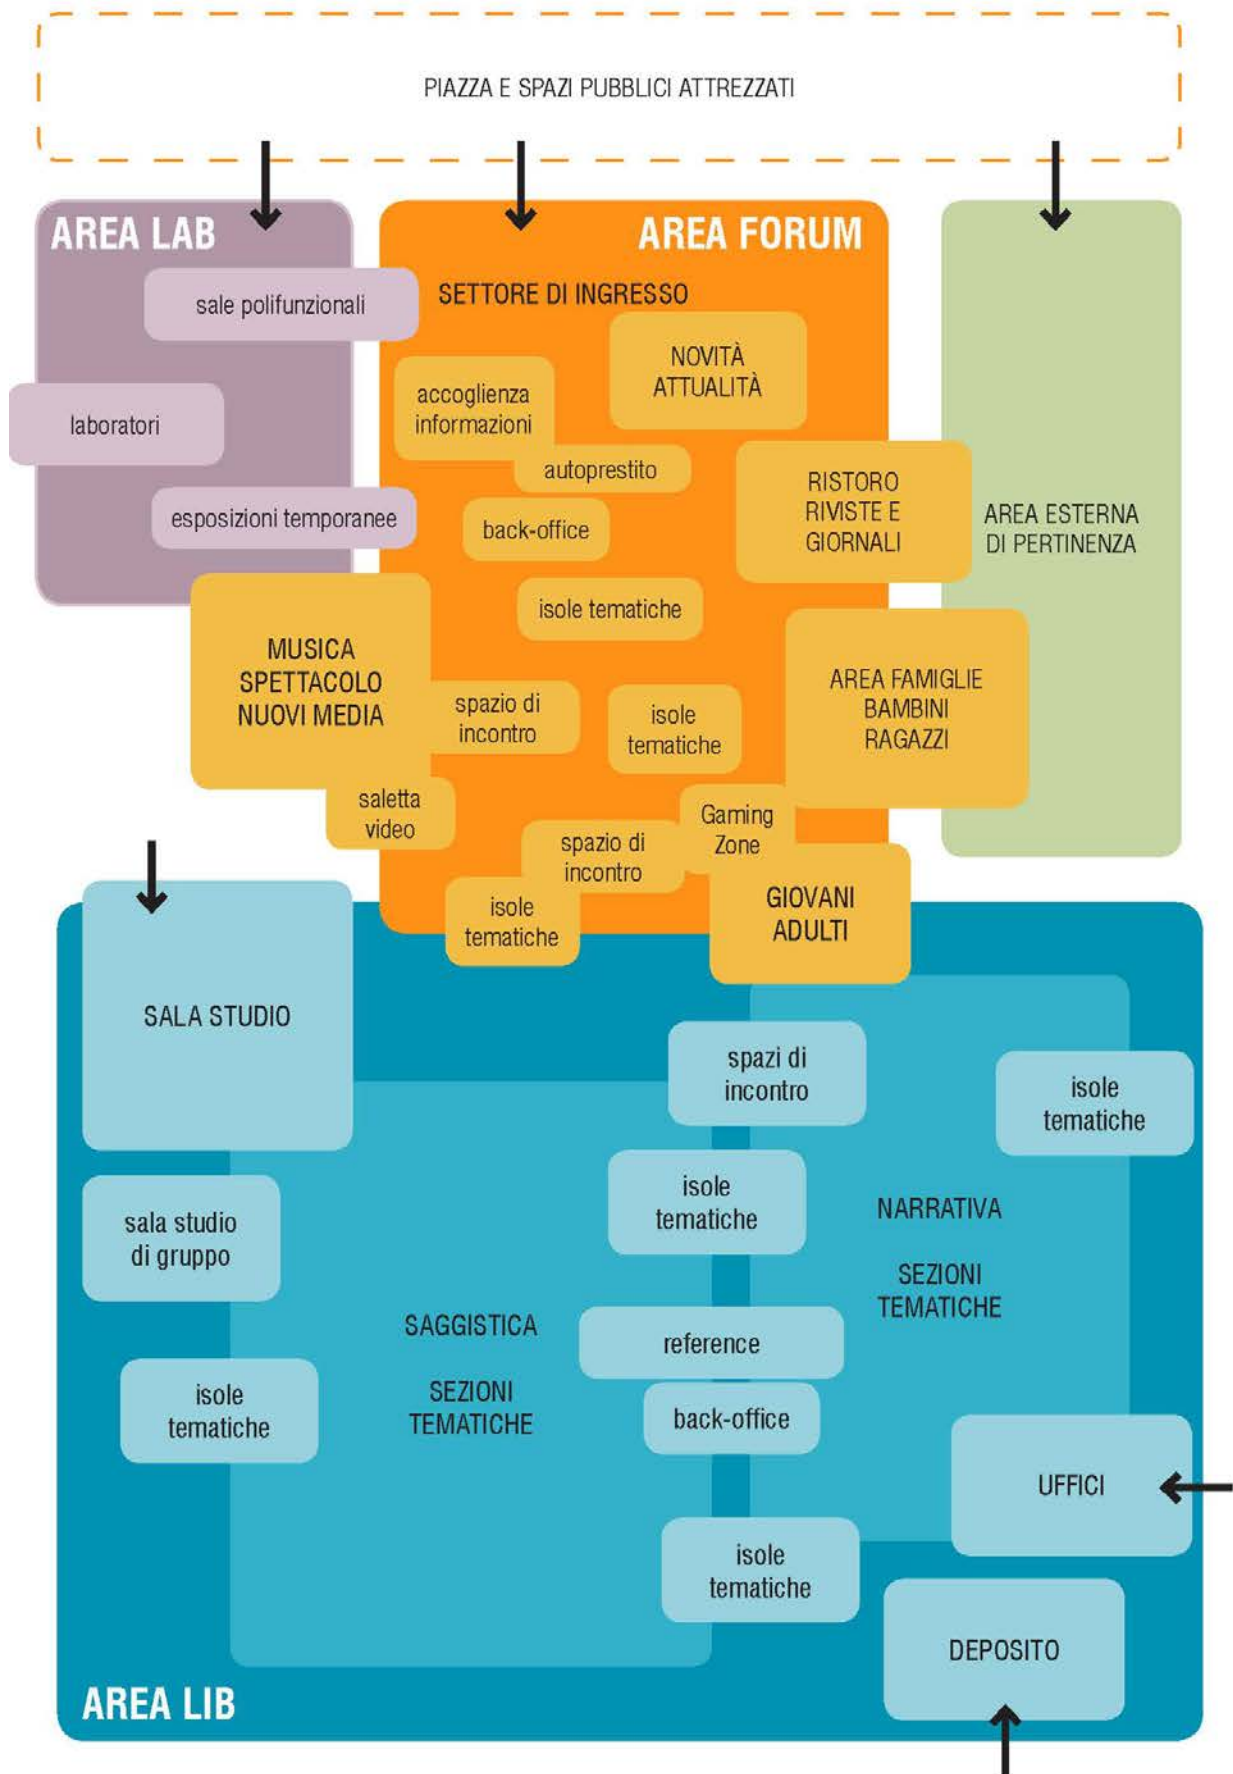 PIAZZA E SPAZI PUBBLICI ATTREZZATI
AREA LAB
sale polifunzionali
laboratori
esposizioni temporanee
AREA FORUM
SETTORE DI INGRESSO
NOVITÀ
ATTUALITÀ
accoglienza
informazioni
autoprestito
back-office
RISTORO
RIVISTE E
GIORNALI
AREA ESTERNA
DI PERTINENZA
isole tematiche
MUSICA
SPETTACOLO
NUOVI MEDIA
spazio di
incontro
isole
tematiche
AREA FAMIGLIE
BAMBINI
RAGAZZI
saletta
video
Gaming
Zone
spazio di
incontro
isole
tematiche
GIOVANI
ADULTI
SALA STUDIO
spazi di
incontro
isole
tematiche
isole
tematiche
NARRATIVA
SEZIONI
TEMATICHE
sala studio
di gruppo
SAGGISTICA
SEZIONI
TEMATICHE
reference
back-office
isole
tematiche
UFFICI
isole
tematiche
DEPOSITO
AREA LIB